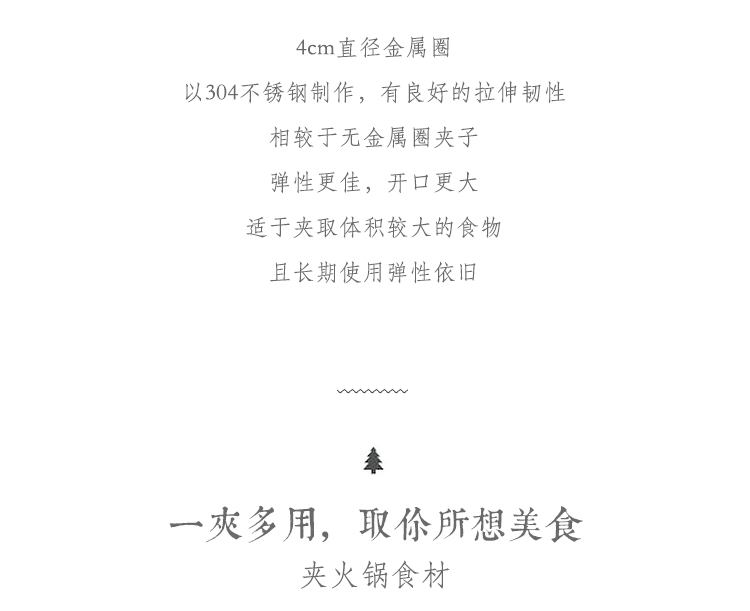 4cm直径金属圈
以304不锈钢制作，有良好的拉伸韧性
相较于无金属圈夹子
弹性更佳，开口更大
适于夹取体积较大的食物
且长期使用弹性依旧
一夾多用，取你所想美食
夹火锅食材